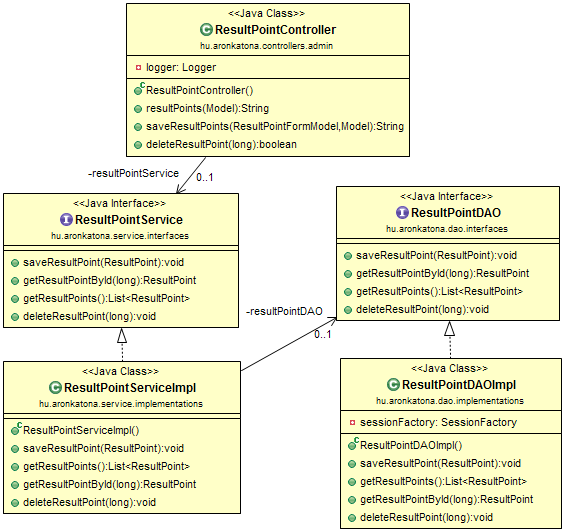 <<Java Class>>
ResultPointController
hu.aronkatona.controllers.admin
logger: Logger
ResultPointController()
resultPoints(Model):String
saveResultPoints(ResultPointFormModel,Model):String
deleteResultPoint(long):boolean
-resultPointService
0..1
<<Java Interface>>
ResultPointService
hu.aronkatona.service.interfaces
saveResultPoint(ResultPoint):void
getResultPointById(long):ResultPoint
getResultPoints():List<ResultPoint>
deleteResultPoint(long):void
<<Java Interface>>
ResultPointDAO
hu.aronkatona.dao.interfaces
saveResultPoint(ResultPoint):void
getResultPointById(long):ResultPoint
getResultPoints():List<ResultPoint>
deleteResultPoint(long):void
-resultPointDAO
0..1
<<Java Class>>
ResultPointServiceImpl
hu.aronkatona.service.implementations
ResultPointServiceImpl()
saveResultPoint(ResultPoint):void
getResultPoints():List<ResultPoint>
getResultPointById(long):ResultPoint
deleteResultPoint(long):void
<<Java Class>>
ResultPointDAOImpl
hu.aronkatona.dao.implementations
sessionFactory: SessionFactory
ResultPointDAOImpl()
saveResultPoint(ResultPoint):void
getResultPoints():List<ResultPoint>
getResultPointById(long):ResultPoint
deleteResultPoint(long):void